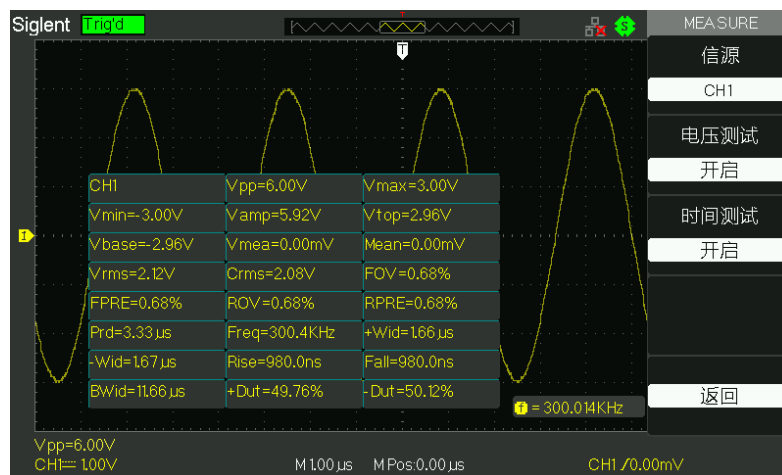 Siglent Trig'd MEASURE
T
信源
CH1
电压测试
开启
时间测试
开启
返回
CH1 Vpp=6.00V Vmax=3.00V
Vmin=-3.00V Vamp=5.92V Vtop=2.96V
Vbase=-2.96V Vmea=0.00mV Mean=0.00mV
Vrms=2.12V Crms=2.08V FOV=0.68%
FPRE=0.68% ROV=0.68% RPRE=0.68%
Prd=3.33μs Freq=300.4KHz +Wid=1.66μs
-Wid=1.67μs Rise=980.0ns Fall=980.0ns
BWid=11.66μs +Dut=49.76% -Dut=50.12%
f = 300.014KHz
Vpp=6.00V
CH1 1.00V M 1.00μs M Pos:0.00μs CH1 /0.00mV